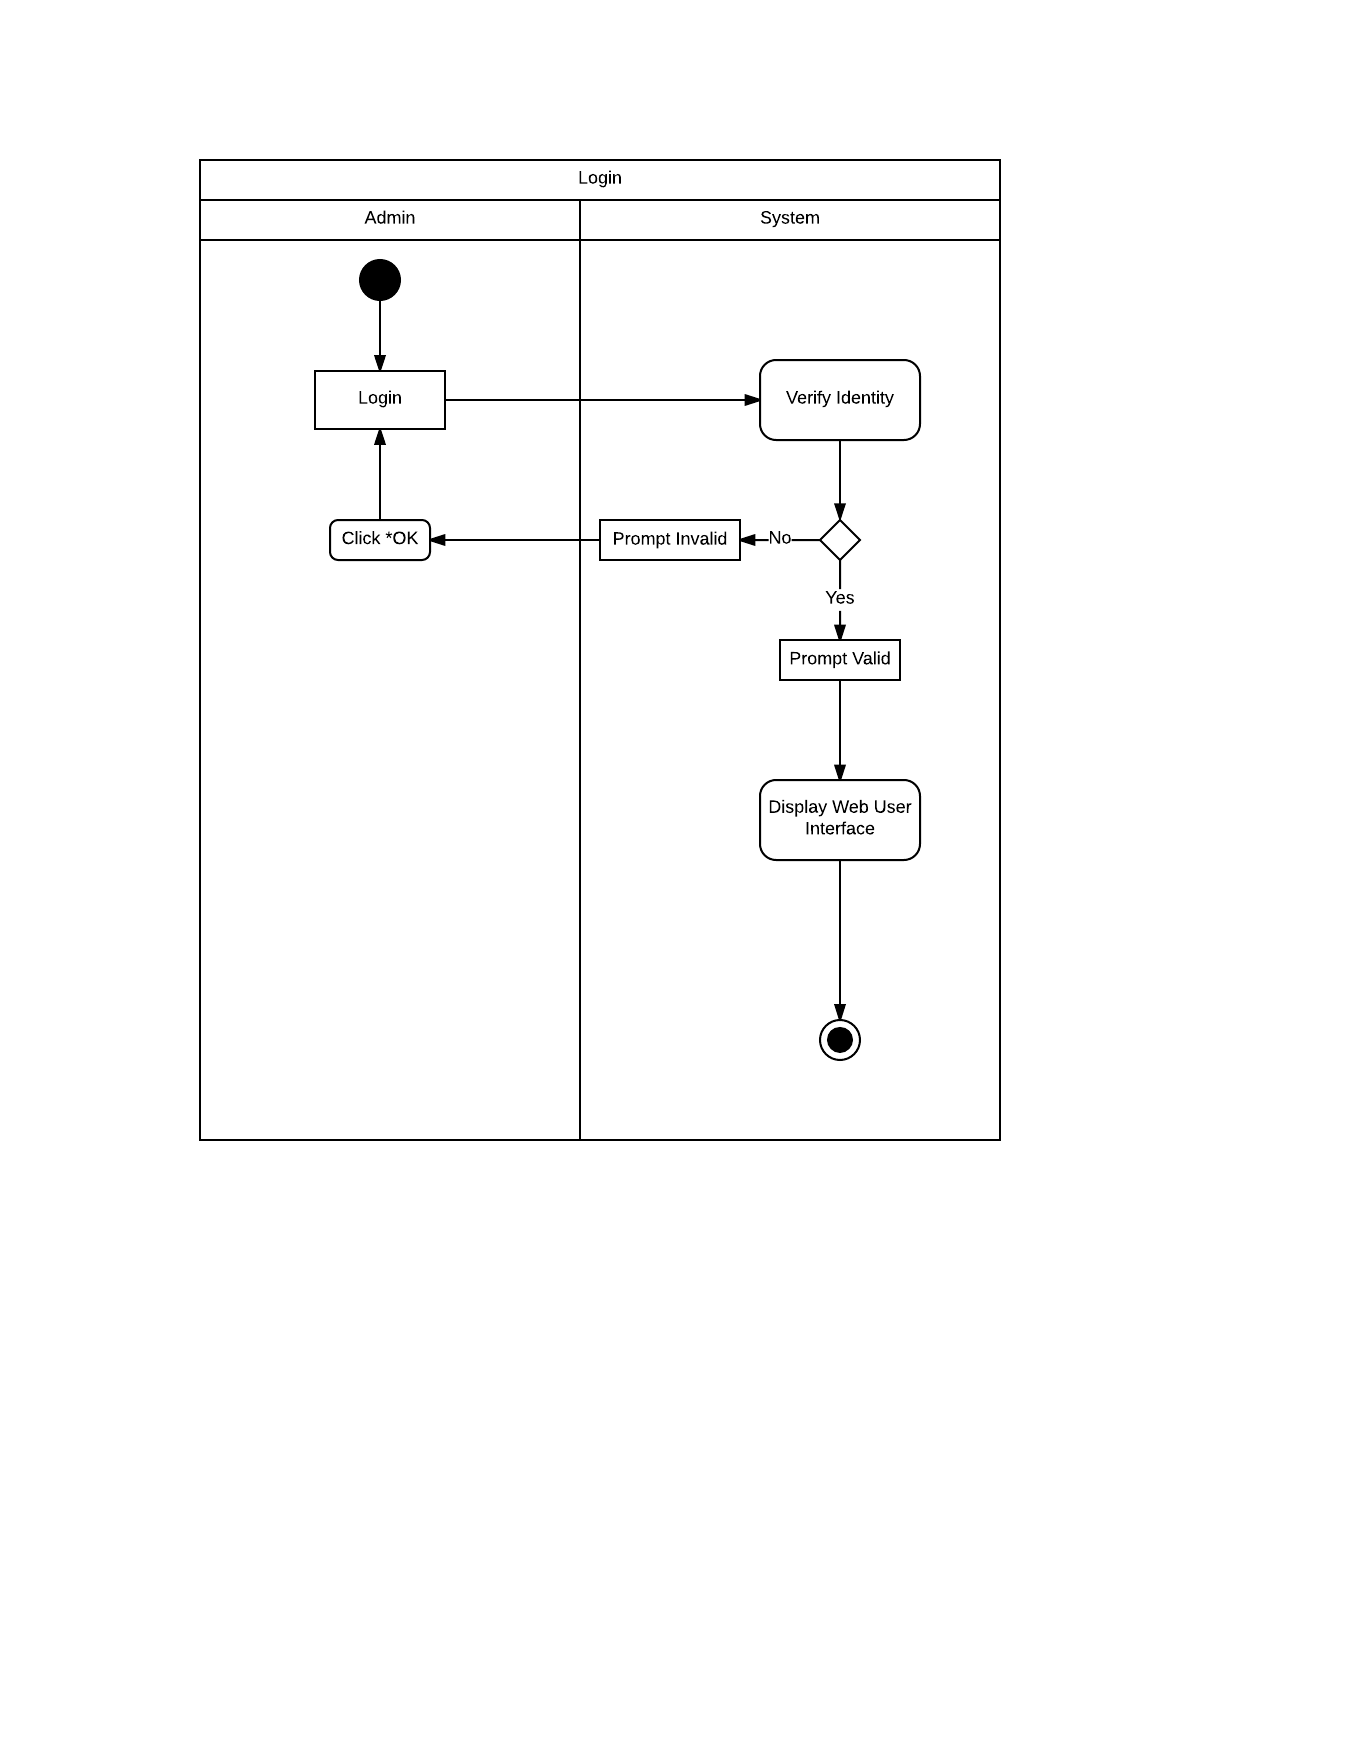 Login
Admin
System
Login
Verify Identity
Click *OK
Prompt Invalid
No
Yes
Prompt Valid
Display Web User
Interface